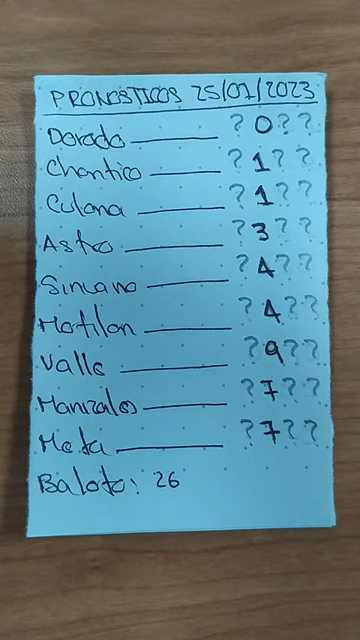 PRONOSTICOS 25/01/2023
Dorado ? 0 ? ?
Chontico ? 1 ? ?
Culona ? 1 ? ?
Astro ? 3 ? ?
Sinuano ? 4 ? ?
Motilon ? 4 ? ?
Valle ? 9 ? ?
Manizales ? 7 ? ?
Meta ? 7 ? ?
Baloto: 26